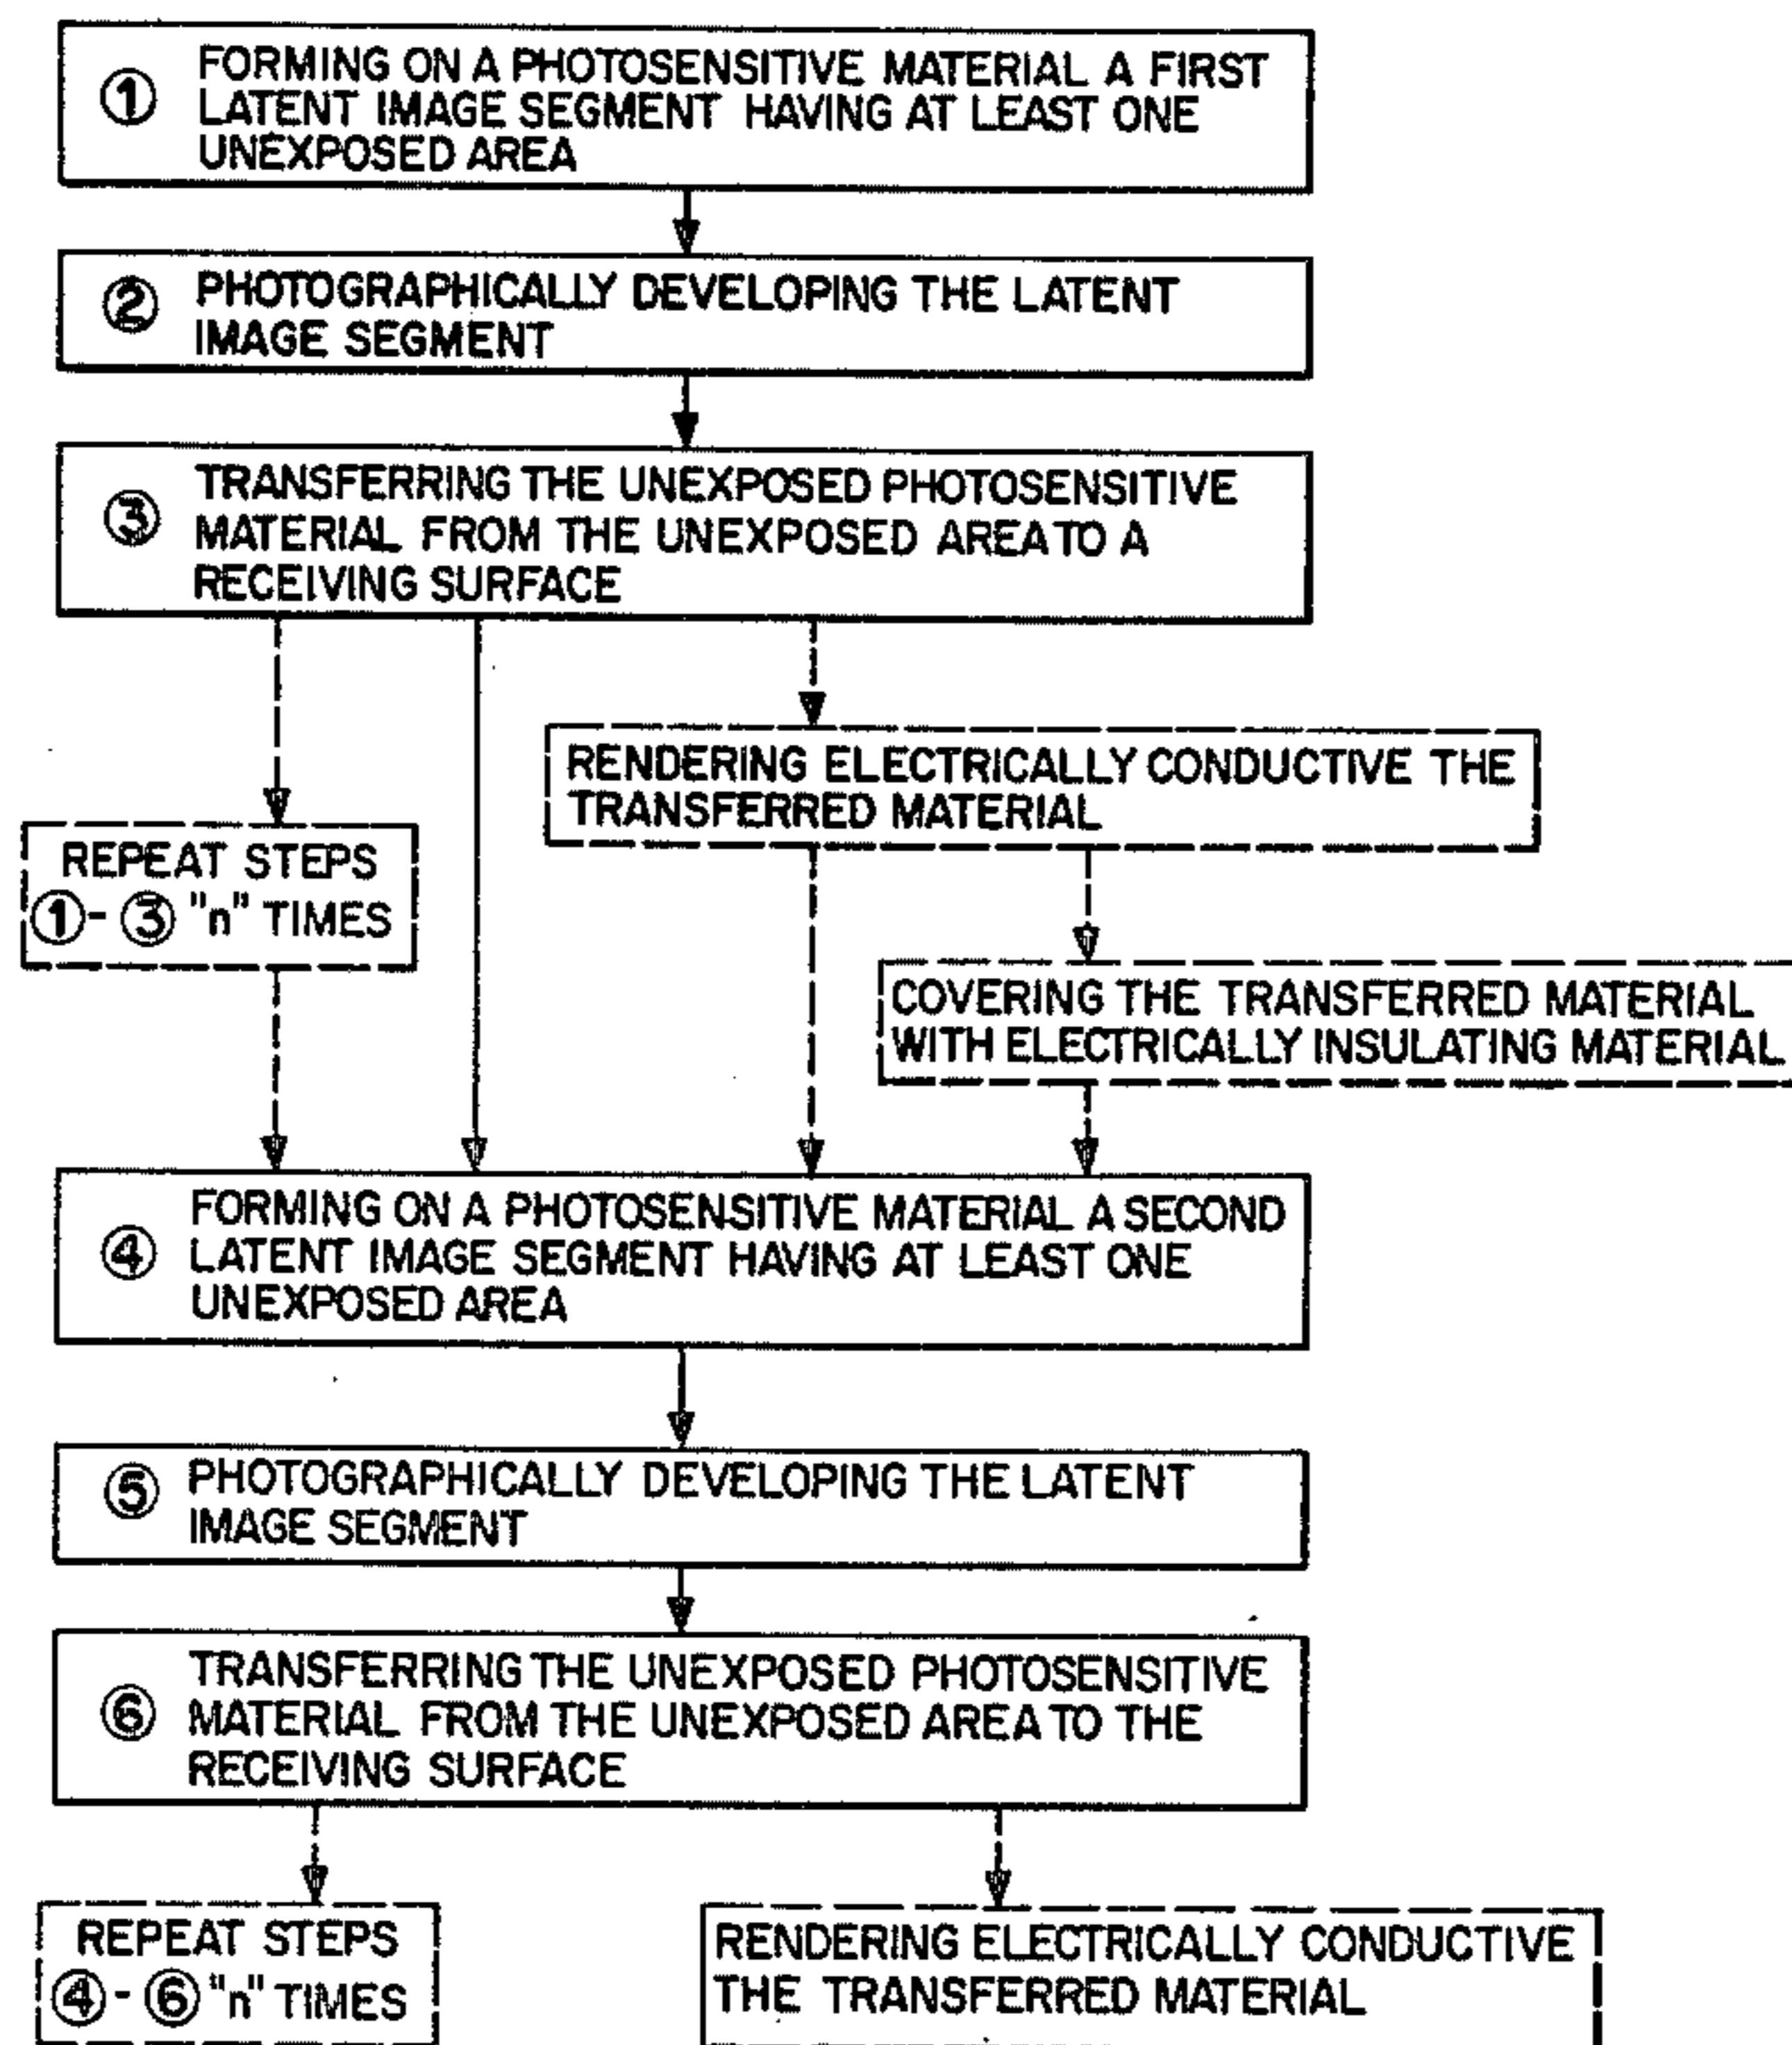 ① FORMING ON A PHOTOSENSITIVE MATERIAL A FIRST
LATENT IMAGE SEGMENT HAVING AT LEAST ONE
UNEXPOSED AREA
② PHOTOGRAPHICALLY DEVELOPING THE LATENT
IMAGE SEGMENT
③ TRANSFERRING THE UNEXPOSED PHOTOSENSITIVE
MATERIAL FROM THE UNEXPOSED AREA TO A
RECEIVING SURFACE
RENDERING ELECTRICALLY CONDUCTIVE THE
TRANSFERRED MATERIAL
REPEAT STEPS
①-③ "n" TIMES
COVERING THE TRANSFERRED MATERIAL
WITH ELECTRICALLY INSULATING MATERIAL
④ FORMING ON A PHOTOSENSITIVE MATERIAL A SECOND
LATENT IMAGE SEGMENT HAVING AT LEAST ONE
UNEXPOSED AREA
⑤ PHOTOGRAPHICALLY DEVELOPING THE LATENT
IMAGE SEGMENT
⑥ TRANSFERRING THE UNEXPOSED PHOTOSENSITIVE
MATERIAL FROM THE UNEXPOSED AREA TO THE
RECEIVING SURFACE
REPEAT STEPS
④-⑥ "n" TIMES
RENDERING ELECTRICALLY CONDUCTIVE
THE TRANSFERRED MATERIAL